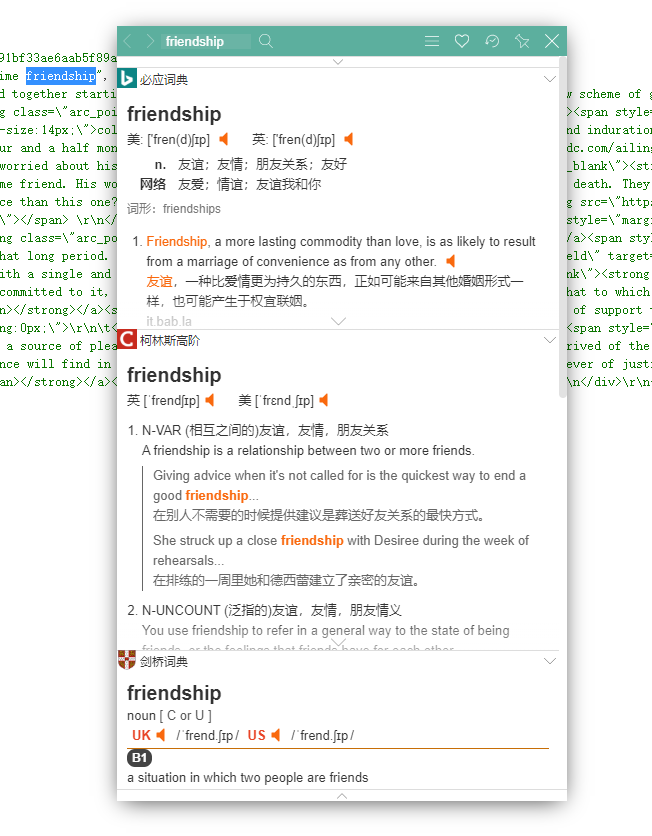 friendship
必应词典
friendship
美: ['fren(d)ʃɪp] 英: ['fren(d)ʃɪp]
n. 友谊；友情；朋友关系；友好
网络 友爱；情谊；友谊我和你
词形：friendships
1. Friendship, a more lasting commodity than love, is as likely to result
from a marriage of convenience as from any other.
友谊，一种比爱情更为持久的东西，正如可能来自其他婚姻形式一
样，也可能产生于权宜联姻。
it.bab.la
柯林斯高阶
friendship
英 [ˈfrendʃɪp] 美 [ˈfrɛndˌʃɪp]
1. N-VAR (相互之间的)友谊，友情，朋友关系
A friendship is a relationship between two or more friends.
Giving advice when it's not called for is the quickest way to end a
good friendship...
在别人不需要的时候提供建议是葬送好友关系的最快方式。
She struck up a close friendship with Desiree during the week of
rehearsals...
在排练的一周里她和德西蕾建立了亲密的友谊。
2. N-UNCOUNT (泛指的)友谊，友情，朋友情义
You use friendship to refer in a general way to the state of being
friends, or the feelings that friends have for each other.
剑桥词典
friendship
noun [ C or U ]
UK /ˈfrend.ʃɪp/ US /ˈfrend.ʃɪp/
B1
a situation in which two people are friends
91bf33ae6aab5f89a
ime friendship",
d together starti w scheme of g
g class=\"arc_poi <span style=
-size:14px;\">col nd induration
ur and a half mon dc.com/ailing
worried about his _blank\"><str
me friend. His wo death. They
ce than this one? g src=\"https
\"></span> \r\n</ style=\"margi
ng class=\"arc_po /a><span styl
hat long period. eld\" target=
with a single and nk\"><strong
committed to it, hat to which
</strong></a><s of support t
ng:0px;\">\r\n\t< <span style=\"
a source of plea rived of the
nce will find in ever of justi
an></strong></a>< \n</div>\r\n